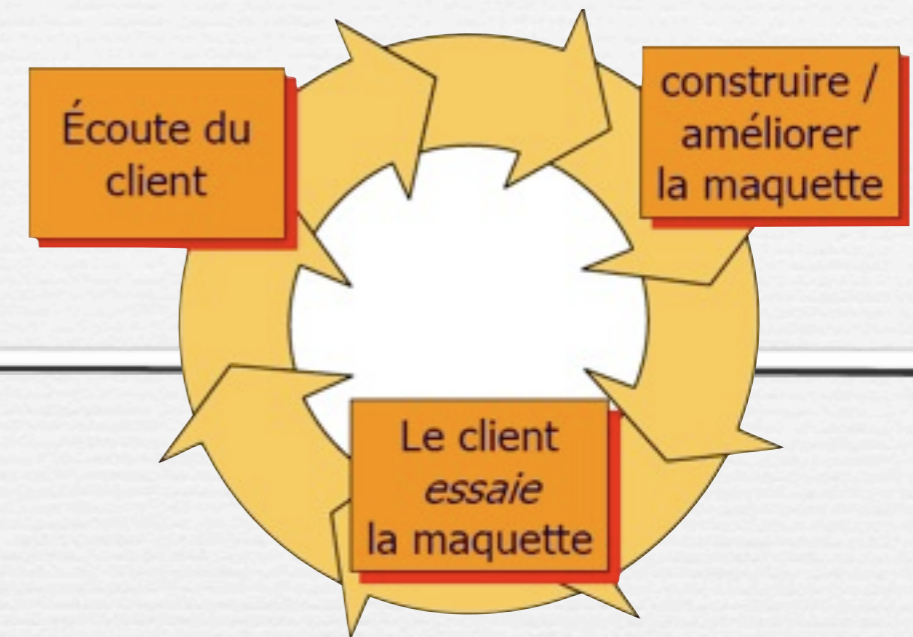 Écoute du
client
construire /
améliorer
la maquette
Le client
essaie
la maquette